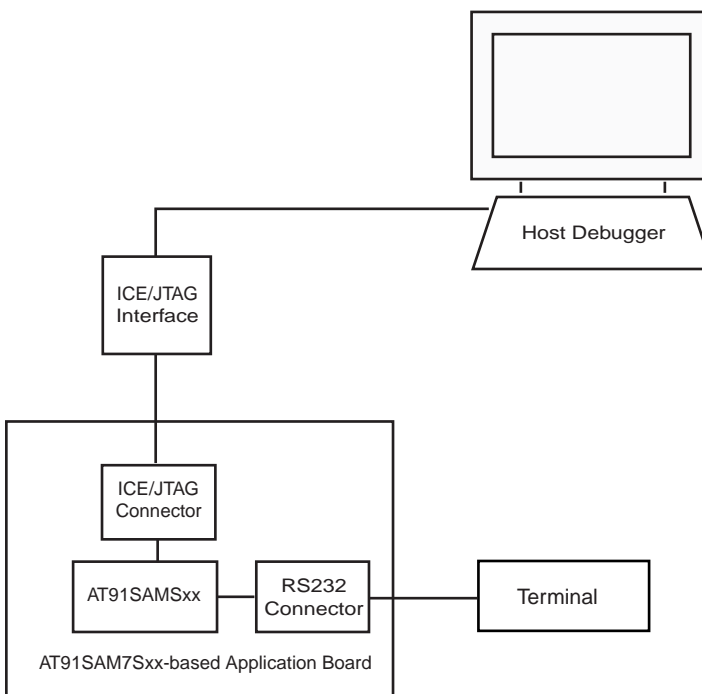 Host Debugger
ICE/JTAG
Interface
ICE/JTAG
Connector
AT91SAMSxx
RS232
Connector
Terminal
AT91SAM7Sxx-based Application Board